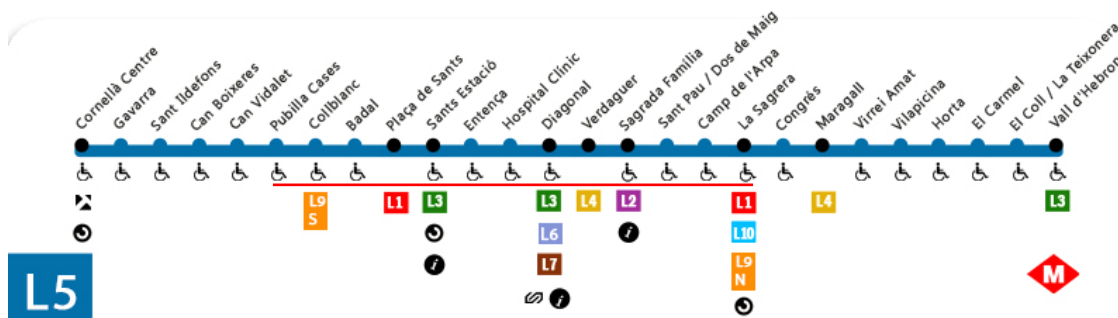 Cornellà Centre
Gavarra
Sant Ildefons
Can Boixeres
Can Vidalet
Pubilla Cases
Collblanc
Badal
Plaça de Sants
Sants Estació
Entença
Hospital Clínic
Diagonal
Verdaguer
Sagrada Família
Sant Pau / Dos de Maig
Camp de l'Arpa
La Sagrera
Congrés
Maragall
Virrei Amat
Vilapicina
Horta
El Carmel
El Coll / La Teixonera
Vall d'Hebron
L9
S
L1
L3
L3
L4
L2
L1
L4
L3
L6
L10
L7
L9
N
i
i
i
L5
M